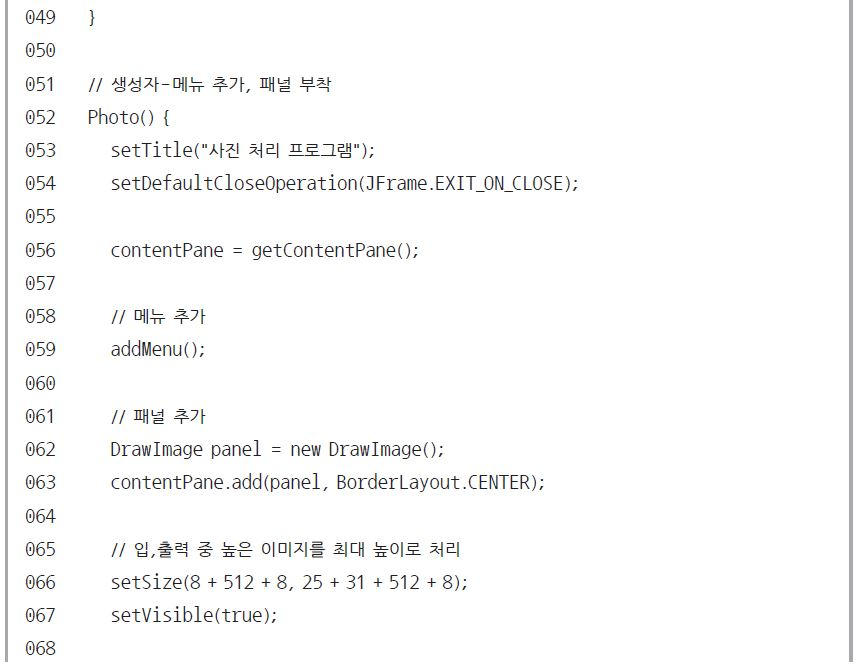 049 }
050
051 // 생성자-메뉴 추가, 패널 부착
052 Photo() {
053 setTitle("사진 처리 프로그램");
054 setDefaultCloseOperation(JFrame.EXIT_ON_CLOSE);
055
056 contentPane = getContentPane();
057
058 // 메뉴 추가
059 addMenu();
060
061 // 패널 추가
062 DrawImage panel = new DrawImage();
063 contentPane.add(panel, BorderLayout.CENTER);
064
065 // 입,출력 중 높은 이미지를 최대 높이로 처리
066 setSize(8 + 512 + 8, 25 + 31 + 512 + 8);
067 setVisible(true);
068